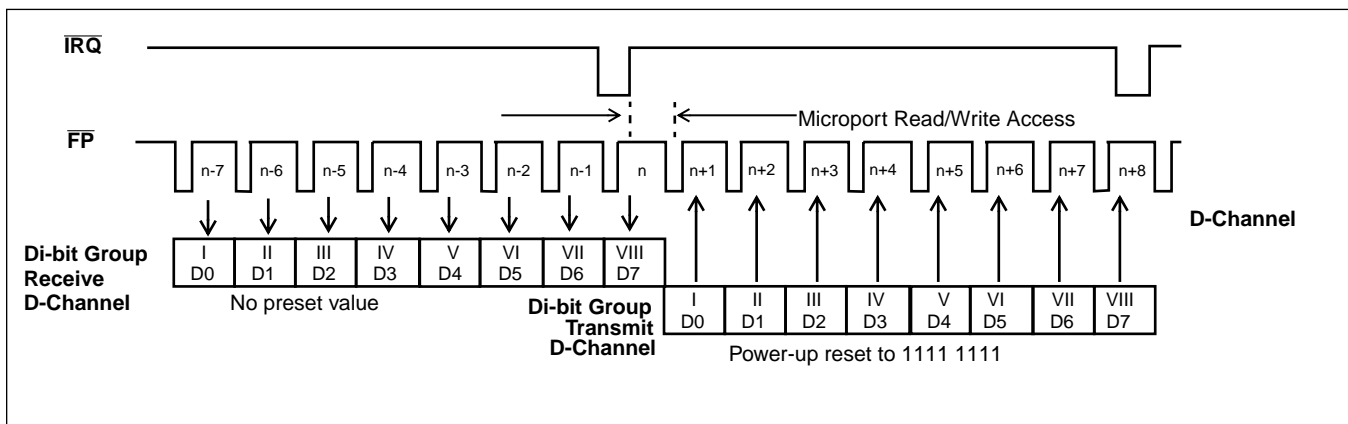 IRQ
Microport Read/Write Access
FP
n-7 n-6 n-5 n-4 n-3 n-2 n-1 n n+1 n+2 n+3 n+4 n+5 n+6 n+7 n+8
D-Channel
Di-bit Group
Receive
D-Channel
I II III IV V VI VII VIII
D0 D1 D2 D3 D4 D5 D6 D7
No preset value
Di-bit Group
Transmit
D-Channel
I II III IV V VI VII VIII
D0 D1 D2 D3 D4 D5 D6 D7
Power-up reset to 1111 1111